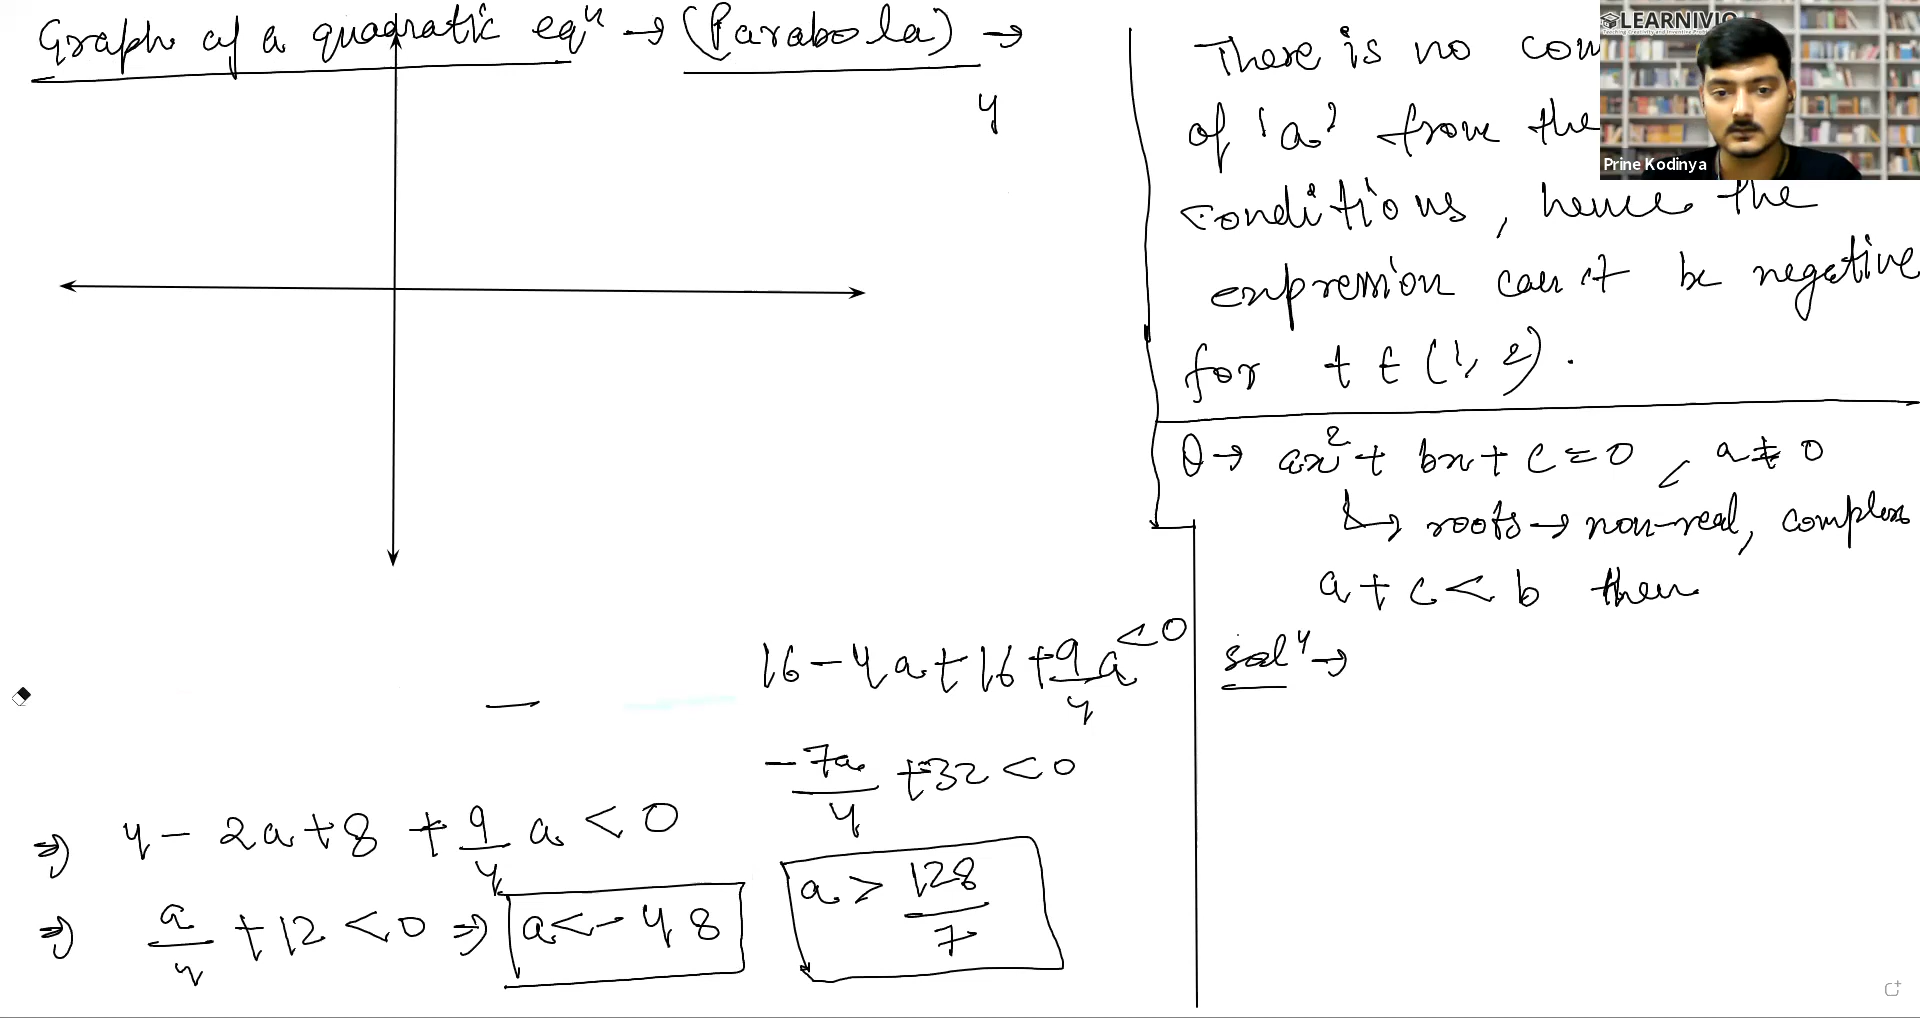 Graph of a quadratic eqⁿ → (Parabola) →
y
16 - 4a + 16 + 9/4 a < 0
-7a/4 + 32 < 0
⇒ 4 - 2a + 8 + 9/4 a < 0
⇒ a/4 + 12 < 0 ⇒ a < -48
a > 128/7
There is no com
of 'a' from the
conditions, hence the
expression can't be negative
for t ∈ (1, 2).
Q → ax² + bx + c = 0, a ≠ 0
↳ roots → non-real, complex
a + c < b then
solⁿ →
LEARNIVIO
Prine Kodinya